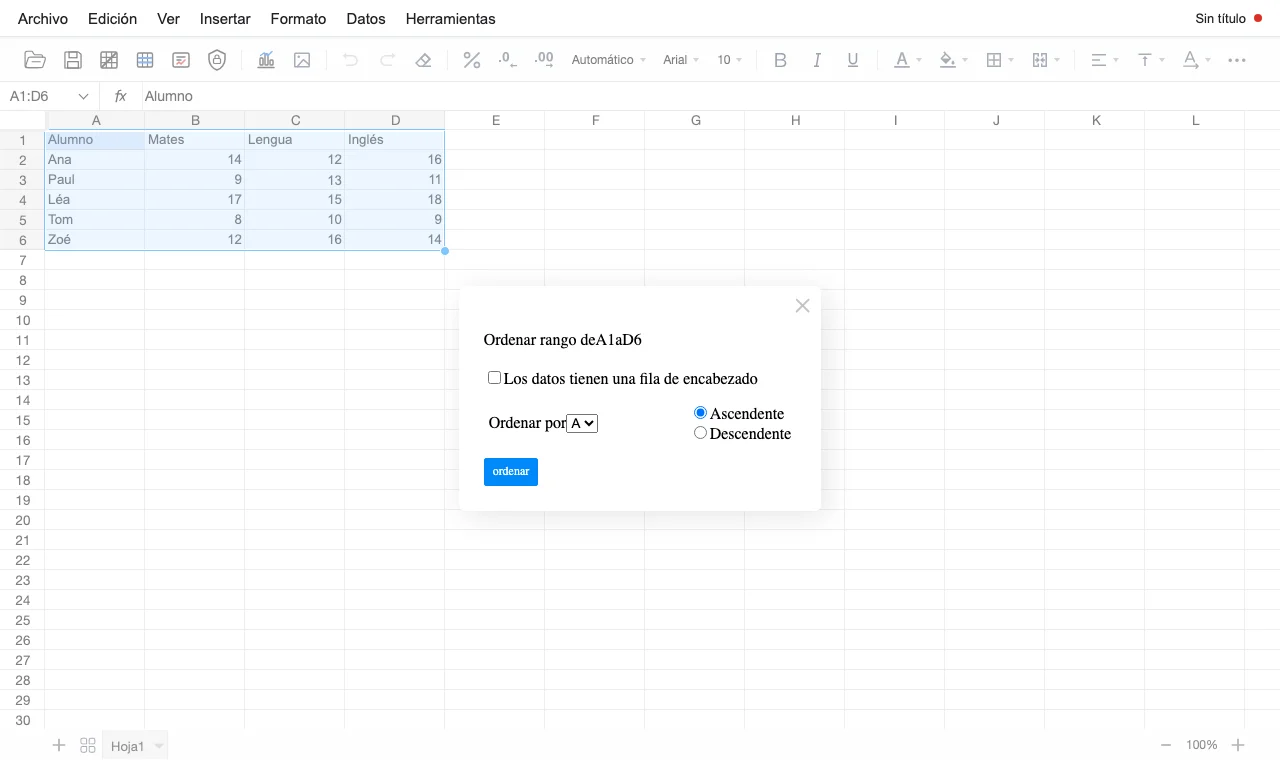 Archivo Edición Ver Insertar Formato Datos Herramientas Sin título
Automático Arial 10 B I U A A
A1:D6 fx Alumno
A B C D E F G H I J K L
1 Alumno Mates Lengua Inglés
2 Ana 14 12 16
3 Paul 9 13 11
4 Léa 17 15 18
5 Tom 8 10 9
6 Zoé 12 16 14
7
8
9
10
11
12
13
14
15
16
17
18
19
20
21
22
23
24
25
26
27
28
29
30
Ordenar rango deA1aD6
Los datos tienen una fila de encabezado
Ordenar por A
Ascendente
Descendente
ordenar
Hoja1 100%